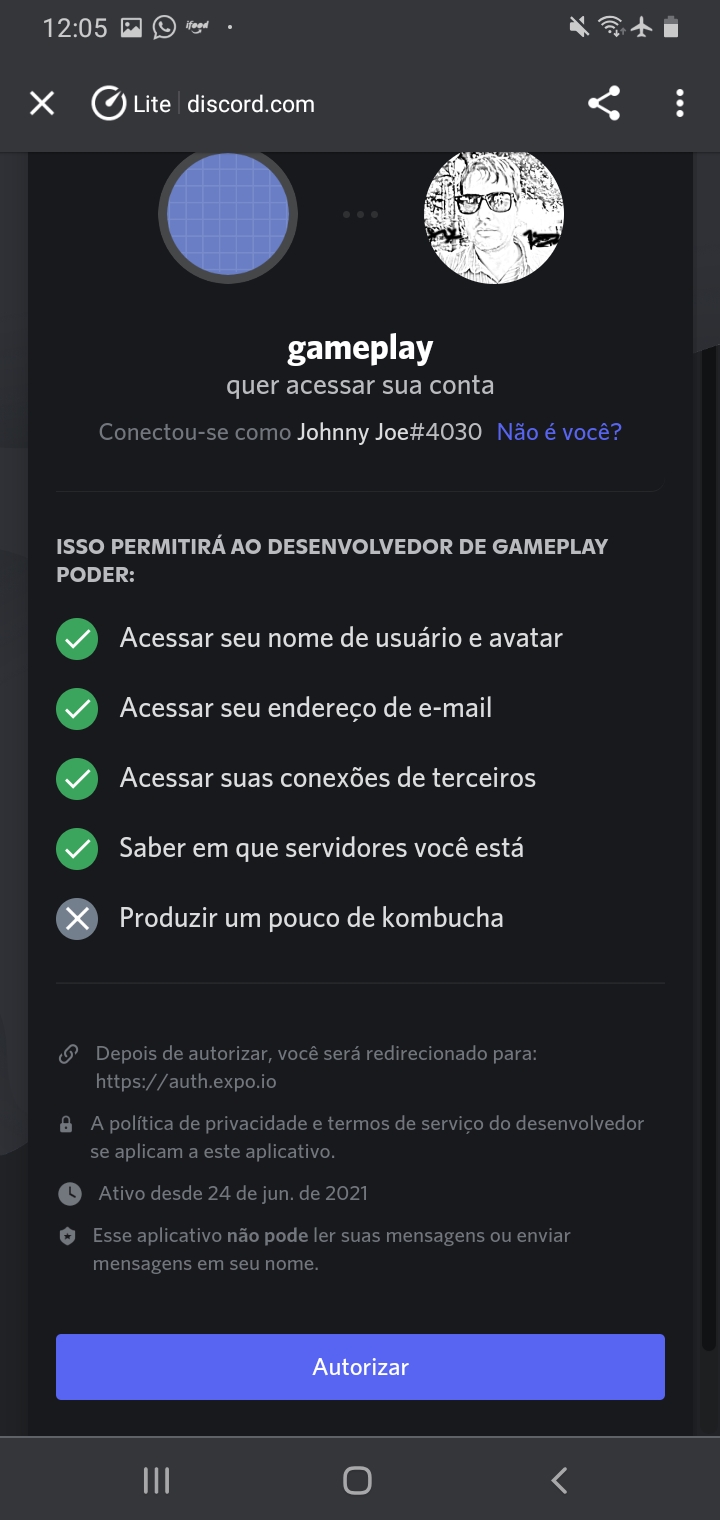 12:05 ifood
Lite discord.com
gameplay
quer acessar sua conta
Conectou-se como Johnny Joe#4030 Não é você?
ISSO PERMITIRÁ AO DESENVOLVEDOR DE GAMEPLAY
PODER:
Acessar seu nome de usuário e avatar
Acessar seu endereço de e-mail
Acessar suas conexões de terceiros
Saber em que servidores você está
Produzir um pouco de kombucha
Depois de autorizar, você será redirecionado para:
https://auth.expo.io
A política de privacidade e termos de serviço do desenvolvedor
se aplicam a este aplicativo.
Ativo desde 24 de jun. de 2021
Esse aplicativo não pode ler suas mensagens ou enviar
mensagens em seu nome.
Autorizar